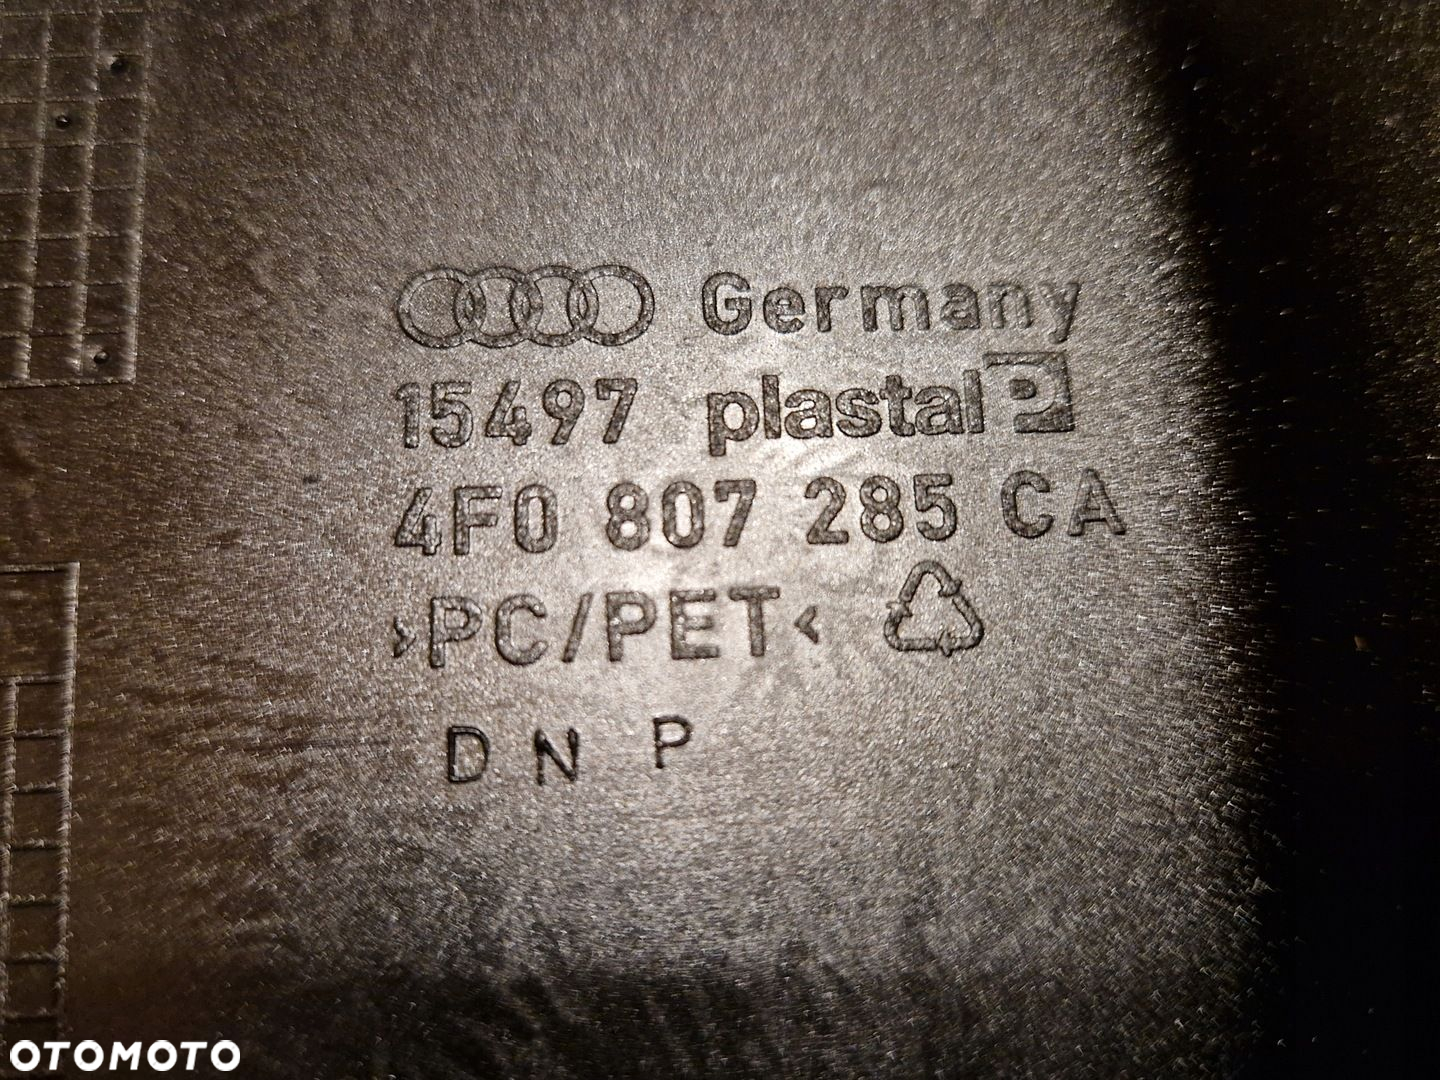 Germany
15497 plastal P
4F0 807 285 CA
>PC/PET<
D N P
OTOMOTO